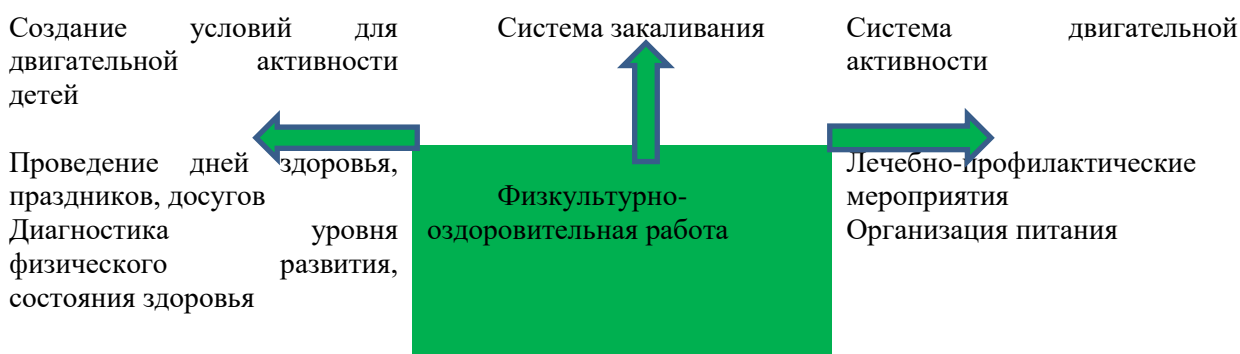 Создание условий для
двигательной активности
детей
Проведение дней здоровья,
праздников, досугов
Диагностика уровня
физического развития,
состояния здоровья
Система закаливания
Физкультурно-
оздоровительная работа
Система двигательной
активности
Лечебно-профилактические
мероприятия
Организация питания